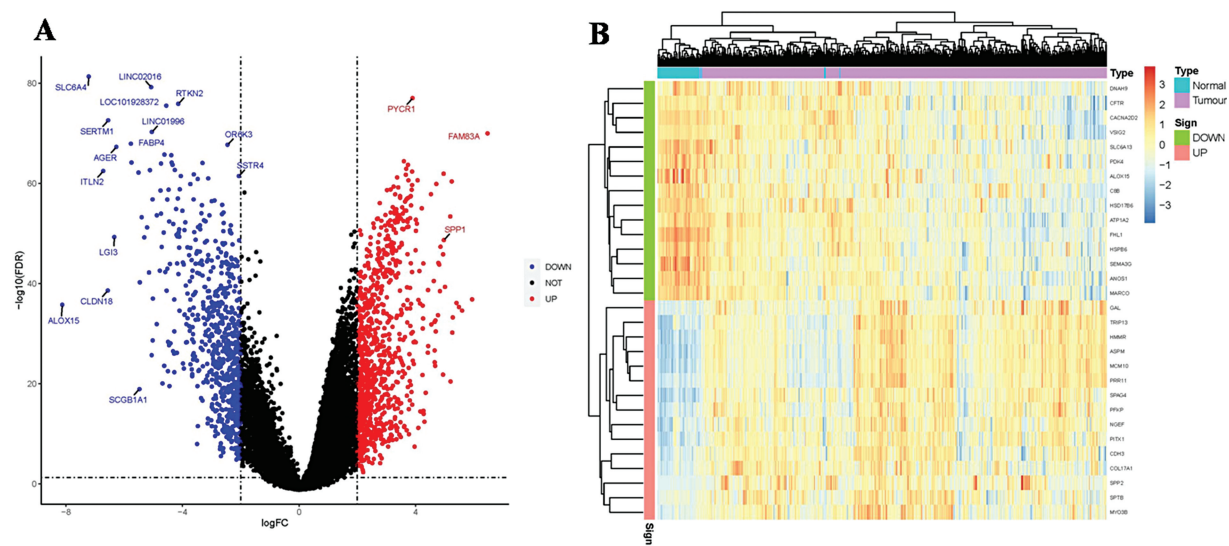 A
−log10(FDR)
80
60
40
20
0
−8
−4
0
4
logFC
SLC6A4
LINC02016
RTKN2
LOC101928372
LINC01996
SERTM1
FABP4
OR6K3
AGER
SSTR4
ITLN2
LGI3
CLDN18
ALOX15
SCGB1A1
PYCR1
FAM83A
SPP1
DOWN
NOT
UP
B
Type
DNAH9
CFTR
CACNA2D2
VSIG2
SLC6A13
PDK4
ALOX15
C8B
HSD17B6
ATP1A2
FHL1
HSPB6
SEMA3G
ANOS1
MARCO
GAL
TRIP13
HMMR
ASPM
MCM10
PRR11
SPAG4
PFKP
NGEF
PITX1
CDH3
COL17A1
SPP2
SPTB
MYO3B
Sign
3
2
1
0
−1
−2
−3
Type
Normal
Tumour
Sign
DOWN
UP